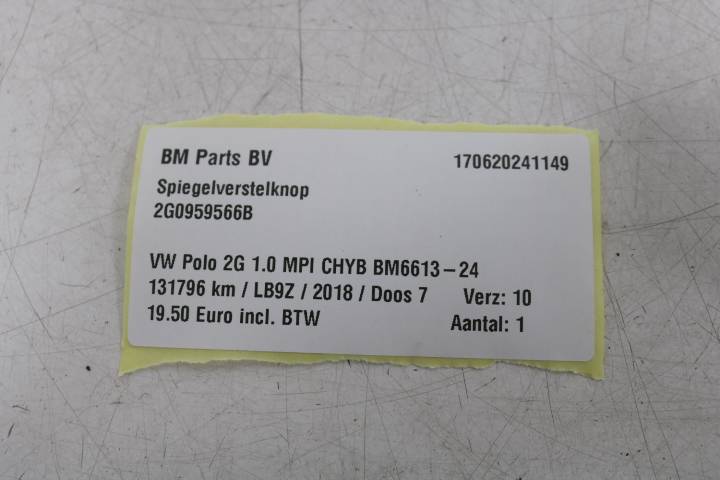 BM Parts BV 170620241149
Spiegelverstelknop
2G0959566B
VW Polo 2G 1.0 MPI CHYB BM6613-24
131796 km / LB9Z / 2018 / Doos 7 Verz: 10
19.50 Euro incl. BTW Aantal: 1